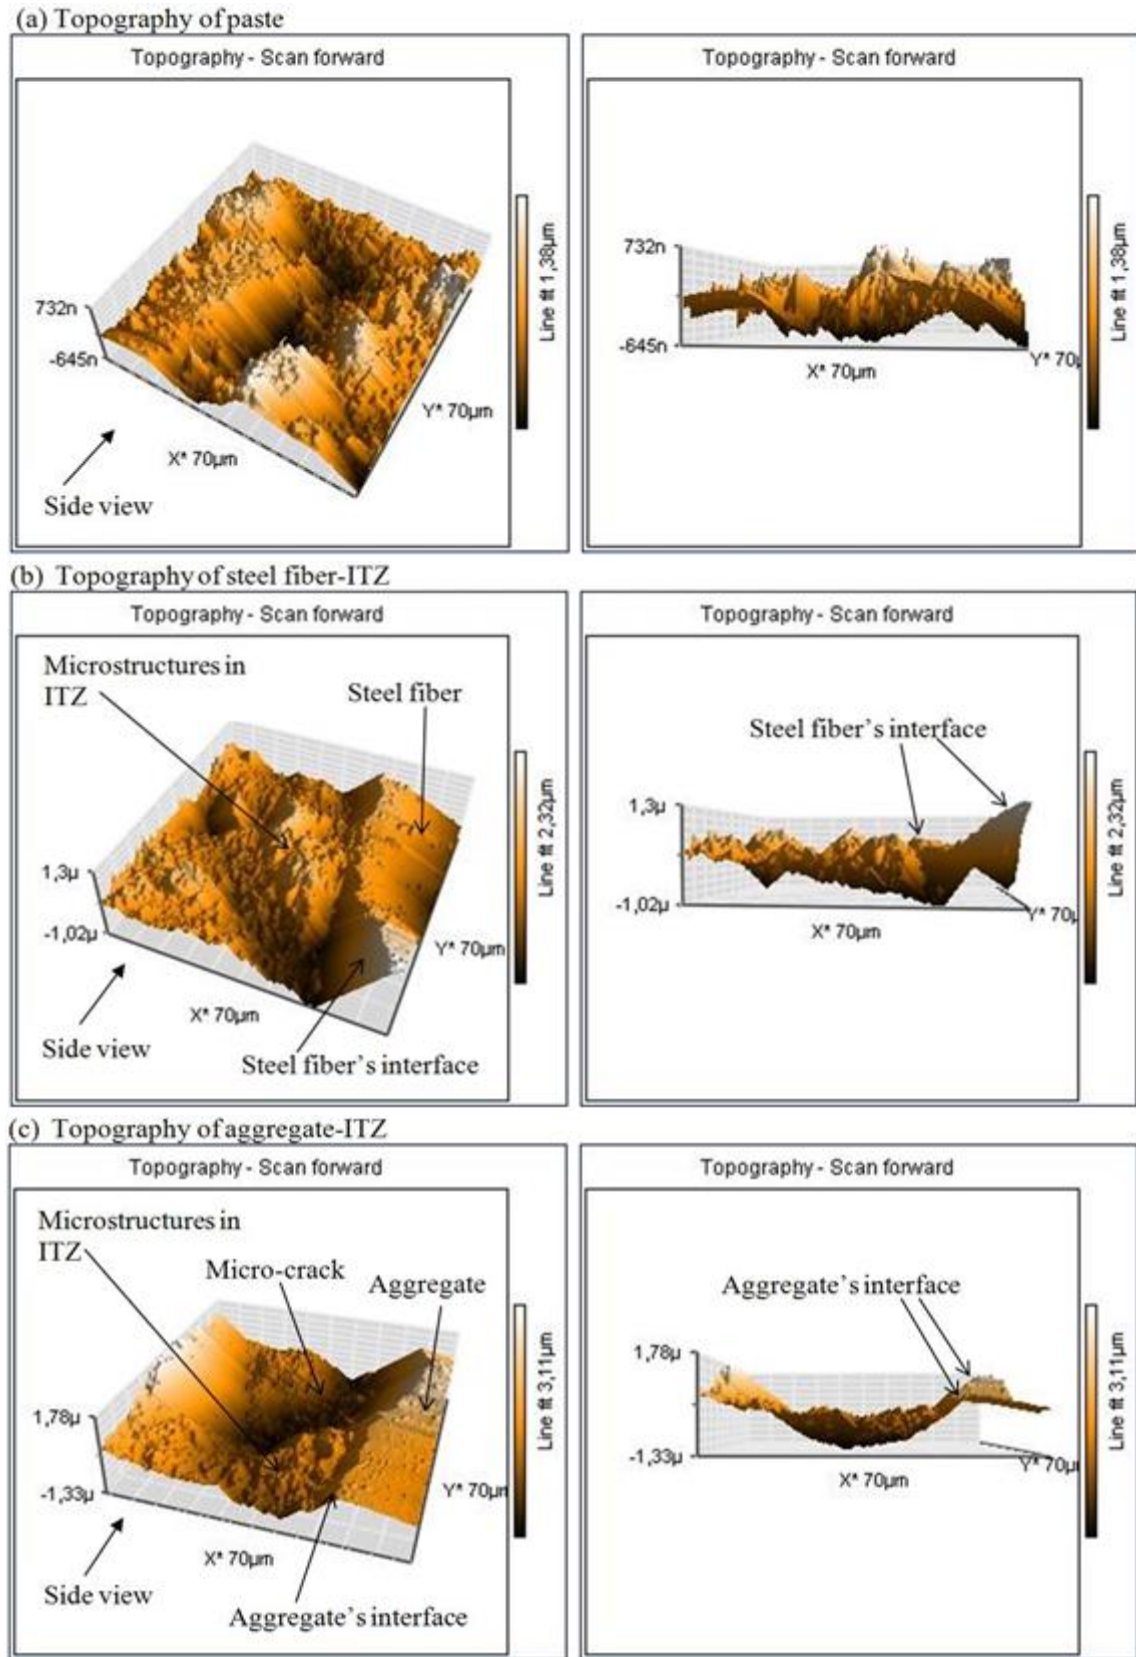 (a) Topography of paste
Topography - Scan forward
732n
-645n
X* 70µm
Y* 70µm
Side view
Line fit 1,38µm
Topography - Scan forward
732n
-645n
X* 70µm
Y* 70µ
Line fit 1,38µm
(b) Topography of steel fiber-ITZ
Topography - Scan forward
Microstructures in
ITZ
Steel fiber
1,3µ
-1,02µ
X* 70µm
Y* 70µm
Side view
Steel fiber's interface
Line fit 2,32µm
Topography - Scan forward
Steel fiber's interface
1,3µ
-1,02µ
X* 70µm
Y* 70µ
Line fit 2,32µm
(c) Topography of aggregate-ITZ
Topography - Scan forward
Microstructures in
ITZ
Micro-crack
Aggregate
1,78µ
-1,33µ
X* 70µm
Y* 70µm
Side view
Aggregate's interface
Line fit 3,11µm
Topography - Scan forward
Aggregate's interface
1,78µ
-1,33µ
X* 70µm
Y* 70µ
Line fit 3,11µm